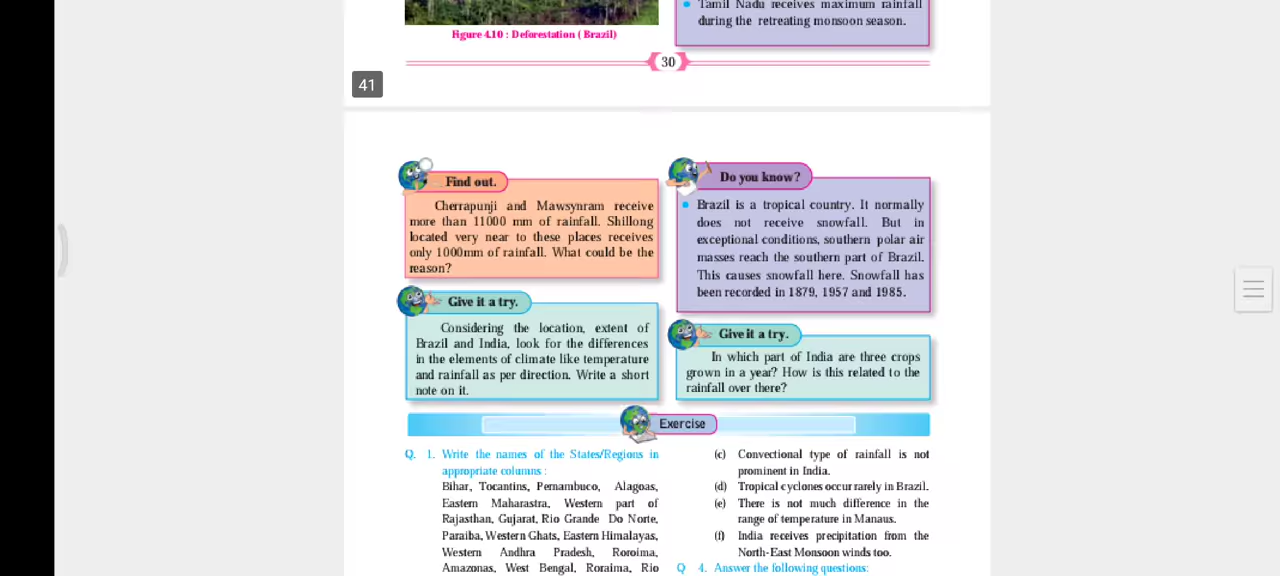 Tamil Nadu receives maximum rainfall
during the retreating monsoon season.
Figure 4.10 : Deforestation ( Brazil)
30
41
Find out.
Cherrapunji and Mawsynram receive
more than 11000 mm of rainfall. Shillong
located very near to these places receives
only 1000mm of rainfall. What could be the
reason?
Give it a try.
Considering the location, extent of
Brazil and India, look for the differences
in the elements of climate like temperature
and rainfall as per direction. Write a short
note on it.
Do you know?
• Brazil is a tropical country. It normally
does not receive snowfall. But in
exceptional conditions, southern polar air
masses reach the southern part of Brazil.
This causes snowfall here. Snowfall has
been recorded in 1879, 1957 and 1985.
Give it a try.
In which part of India are three crops
grown in a year? How is this related to the
rainfall over there?
Exercise
Q. 1. Write the names of the States/Regions in
appropriate columns :
Bihar, Tocantins, Pernambuco, Alagoas,
Eastern Maharastra, Western part of
Rajasthan, Gujarat, Rio Grande Do Norte,
Paraiba, Western Ghats, Eastern Himalayas,
Western Andhra Pradesh, Roroima,
Amazonas, West Bengal, Roraima, Rio
(c) Convectional type of rainfall is not
prominent in India.
(d) Tropical cyclones occur rarely in Brazil.
(e) There is not much difference in the
range of temperature in Manaus.
(f) India receives precipitation from the
North-East Monsoon winds too.
Q 4. Answer the following questions: